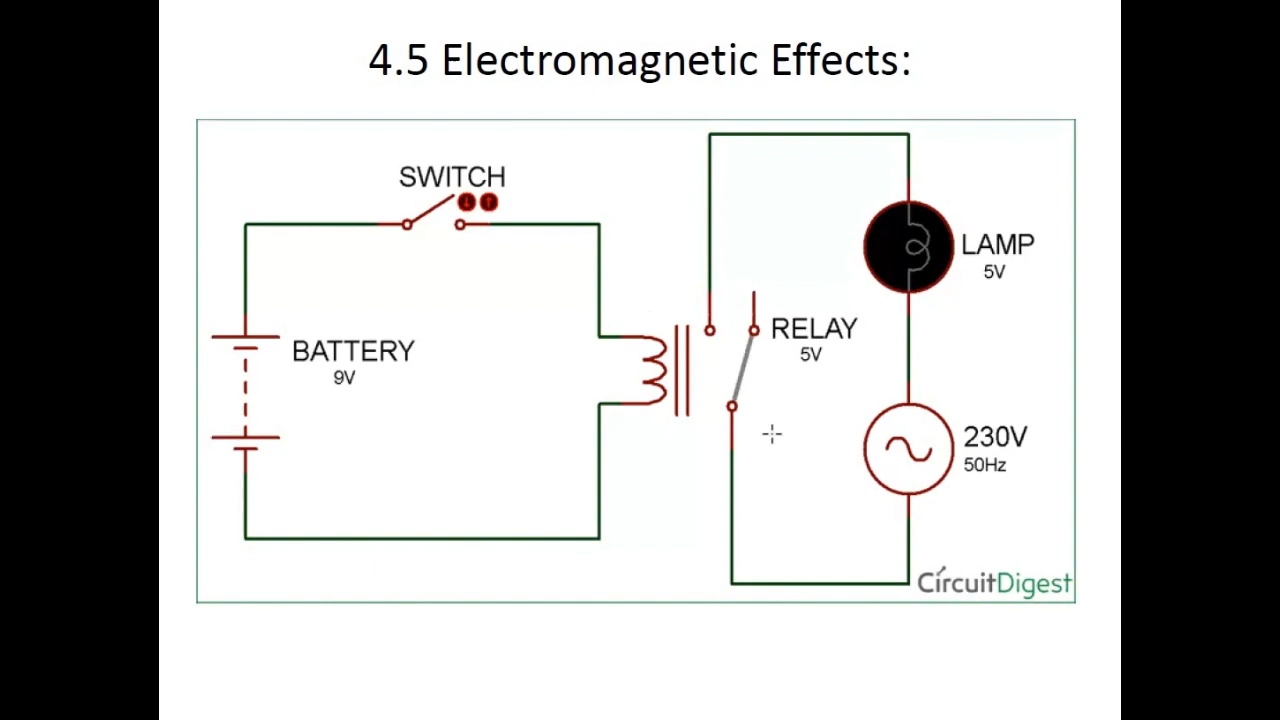 4.5 Electromagnetic Effects:
SWITCH
BATTERY
9V
RELAY
5V
LAMP
5V
230V
50Hz
CircuitDigest